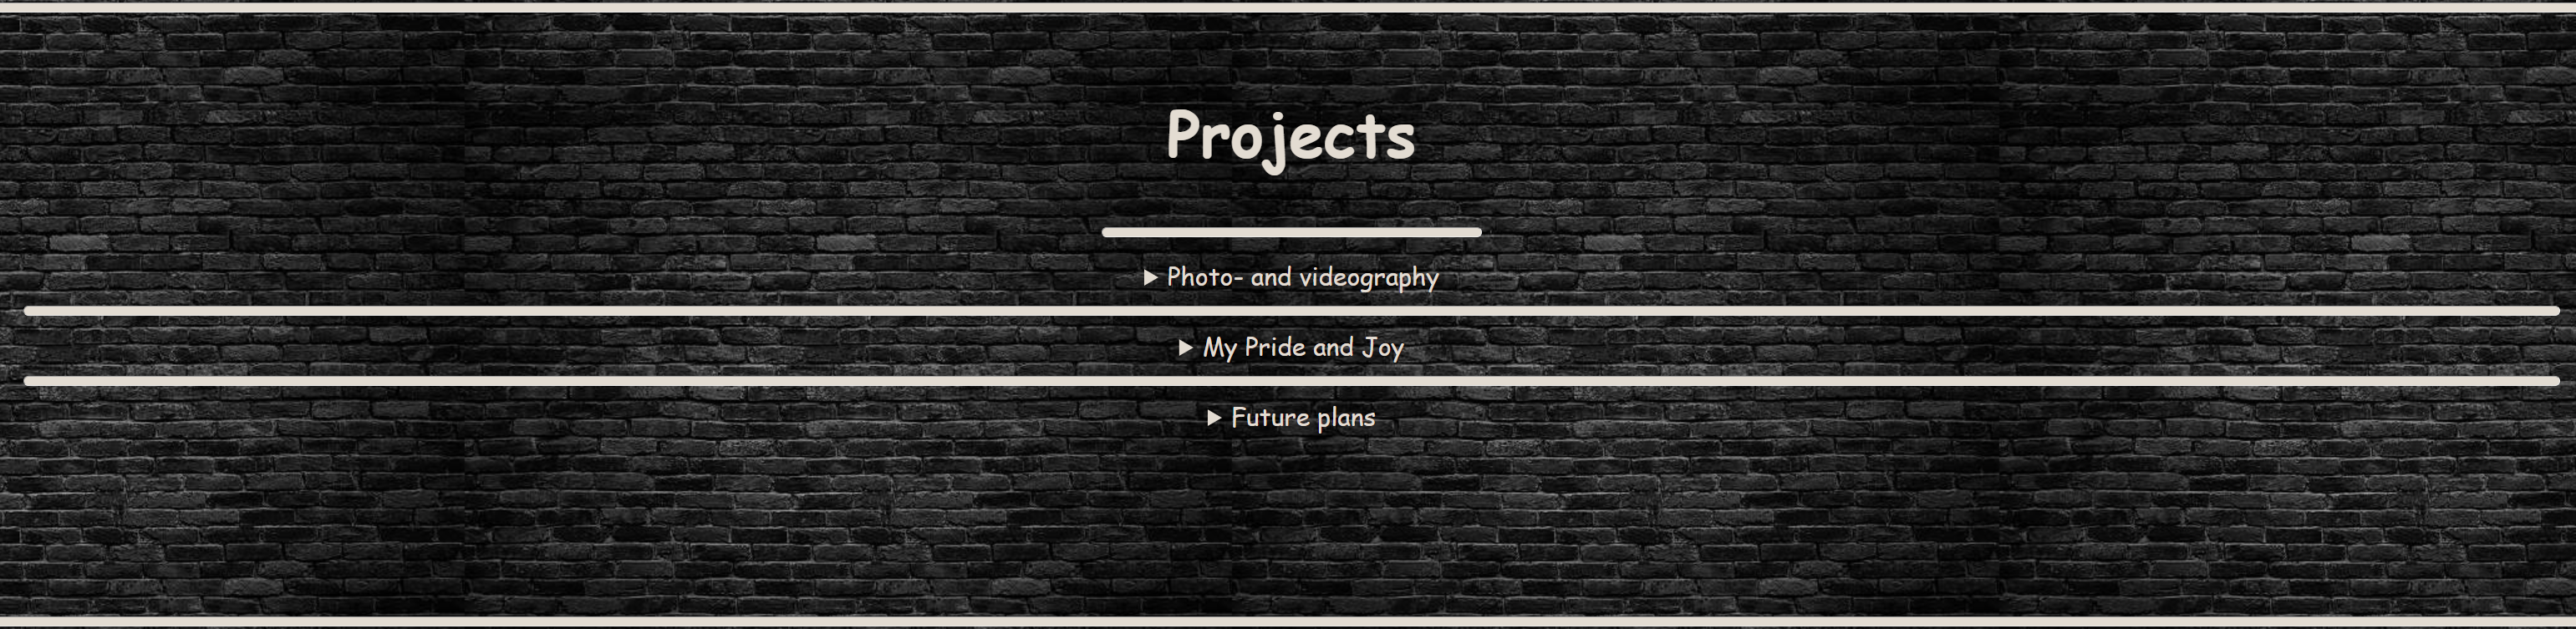 Projects
▶ Photo- and videography
▶ My Pride and Joy
▶ Future plans